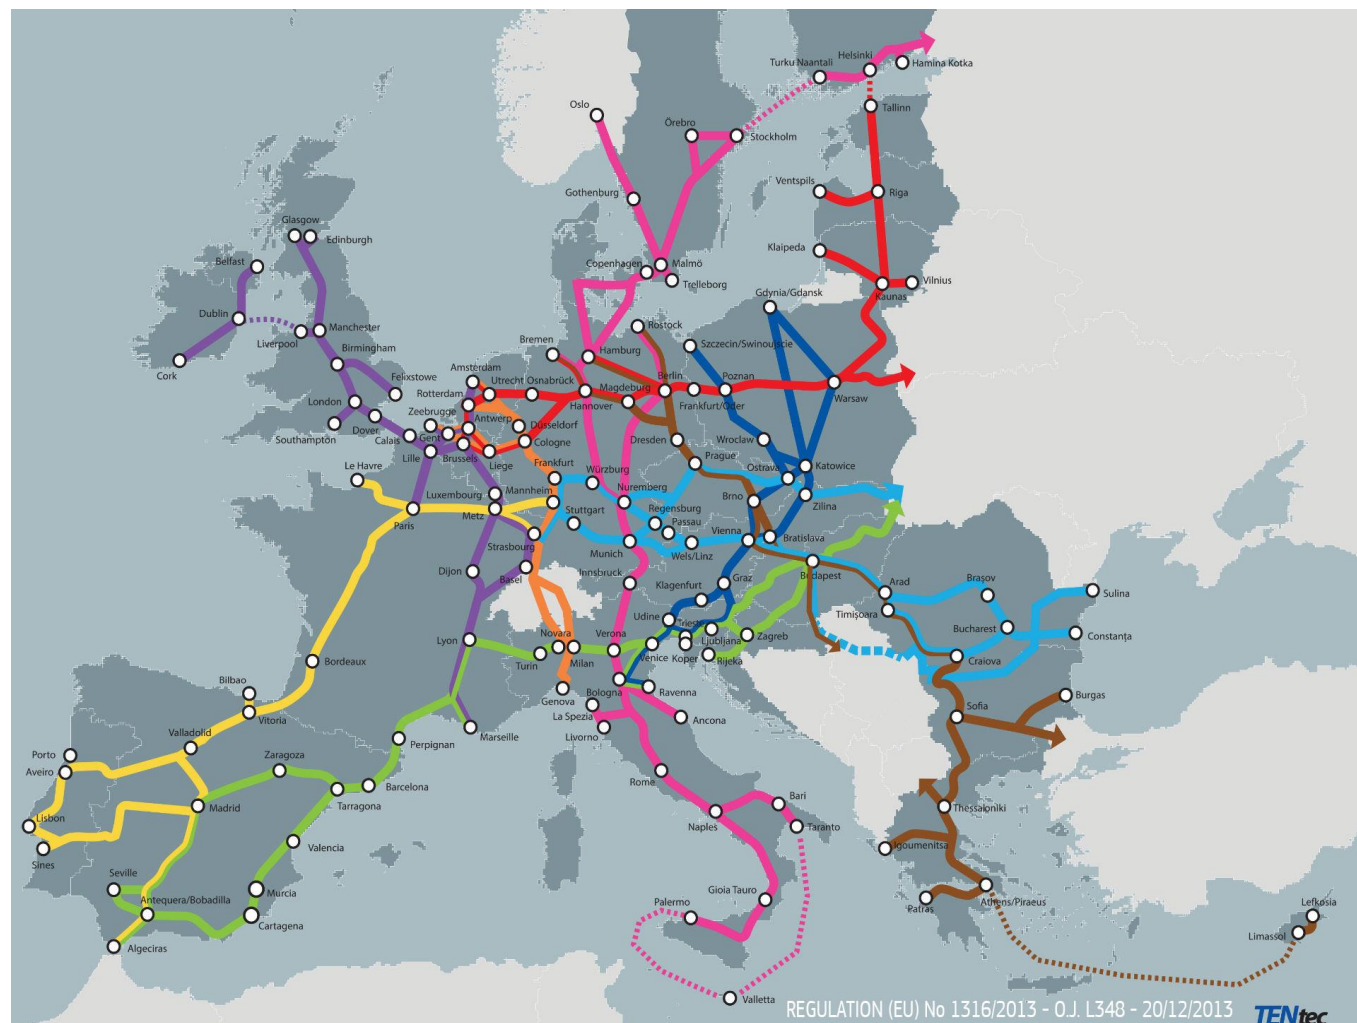 Helsinki
Turku Naantali
Hamina Kotka
Oslo
Tallinn
Örebro
Stockholm
Ventspils
Riga
Gothenburg
Glasgow
Edinburgh
Klaipeda
Belfast
Copenhagen
Malmö
Trelleborg
Vilnius
Kaunas
Gdynia/Gdansk
Dublin
Manchester
Liverpool
Rostock
Bremen
Szczecin/Swinoujscie
Birmingham
Hamburg
Cork
Felixstowe
Amsterdam
Utrecht
Osnabrück
Magdeburg
Berlin
Poznan
Rotterdam
Warsaw
London
Hannover
Frankfurt/Oder
Zeebrugge
Antwerp
Düsseldorf
Southampton
Dover
Calais
Gent
Cologne
Dresden
Wroclaw
Lille
Brussels
Liege
Prague
Le Havre
Frankfurt
Würzburg
Ostrava
Katowice
Luxembourg
Mannheim
Nuremberg
Brno
Zilina
Paris
Metz
Stuttgart
Regensburg
Passau
Strasbourg
Munich
Wels/Linz
Vienna
Bratislava
Dijon
Basel
Innsbruck
Klagenfurt
Graz
Budapest
Arad
Braşov
Sulina
Timişoara
Udine
Trieste
Bucharest
Constanţa
Lyon
Novara
Verona
Ljubljana
Zagreb
Turin
Milan
Venice
Koper
Rijeka
Craiova
Bordeaux
Bilbao
Genova
Bologna
Ravenna
Burgas
Vitoria
La Spezia
Ancona
Sofia
Livorno
Marseille
Valladolid
Perpignan
Porto
Zaragoza
Aveiro
Rome
Barcelona
Madrid
Tarragona
Bari
Thessaloniki
Lisbon
Naples
Taranto
Valencia
Igoumenitsa
Sines
Seville
Murcia
Gioia Tauro
Antequera/Bobadilla
Palermo
Patras
Athens/Piraeus
Lefkosia
Cartagena
Limassol
Algeciras
Valletta
REGULATION (EU) No 1316/2013 - O.J. L348 - 20/12/2013
TENtec